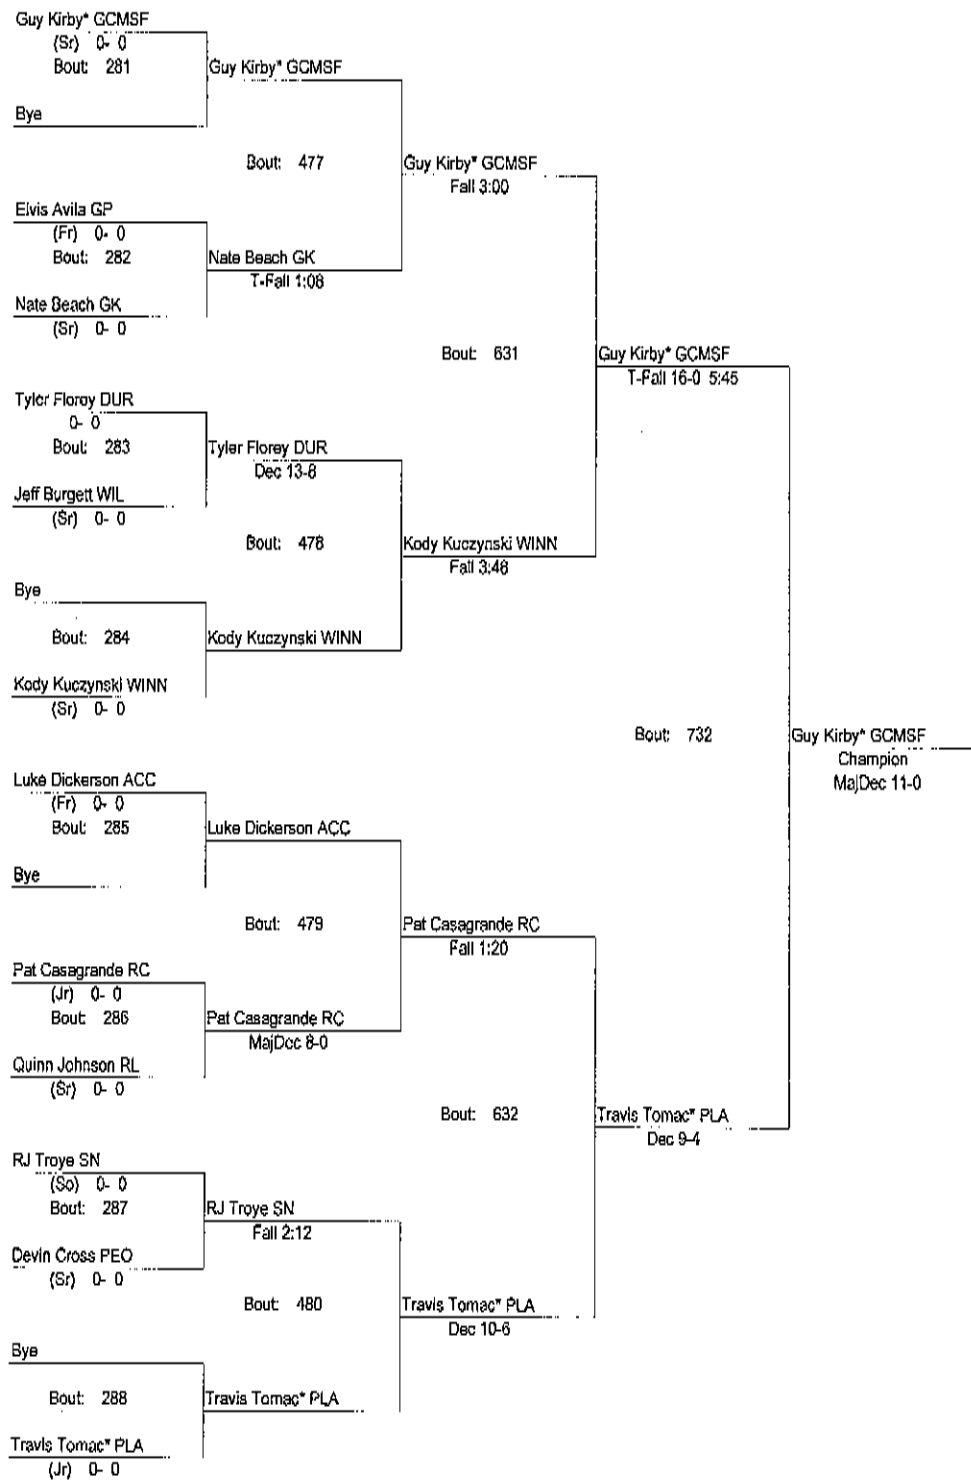 Guy Kirby* GCMSF
(Sr) 0- 0
Bout: 281
Guy Kirby* GCMSF
Bye
Bout: 477
Guy Kirby* GCMSF
Fall 3:00
Elvis Avila GP
(Fr) 0- 0
Bout: 282
Nate Beach GK
T-Fall 1:08
Nate Beach GK
(Sr) 0- 0
Bout: 631
Guy Kirby* GCMSF
T-Fall 16-0 5:45
Tyler Florey DUR
0- 0
Bout: 283
Tyler Florey DUR
Dec 13-8
Jeff Burgett WIL
(Sr) 0- 0
Bout: 478
Kody Kuczynski WINN
Fall 3:48
Bye
Bout: 284
Kody Kuczynski WINN
Kody Kuczynski WINN
(Sr) 0- 0
Bout: 732
Guy Kirby* GCMSF
Champion
MajDec 11-0
Luke Dickerson ACC
(Fr) 0- 0
Bout: 285
Luke Dickerson ACC
Bye
Bout: 479
Pat Casagrande RC
Fall 1:20
Pat Casagrande RC
(Jr) 0- 0
Bout: 286
Pat Casagrande RC
MajDec 8-0
Quinn Johnson RL
(Sr) 0- 0
Bout: 632
Travis Tomac* PLA
Dec 9-4
RJ Troye SN
(So) 0- 0
Bout: 287
RJ Troye SN
Fall 2:12
Devin Cross PEO
(Sr) 0- 0
Bout: 480
Travis Tomac* PLA
Dec 10-6
Bye
Bout: 288
Travis Tomac* PLA
Travis Tomac* PLA
(Jr) 0- 0